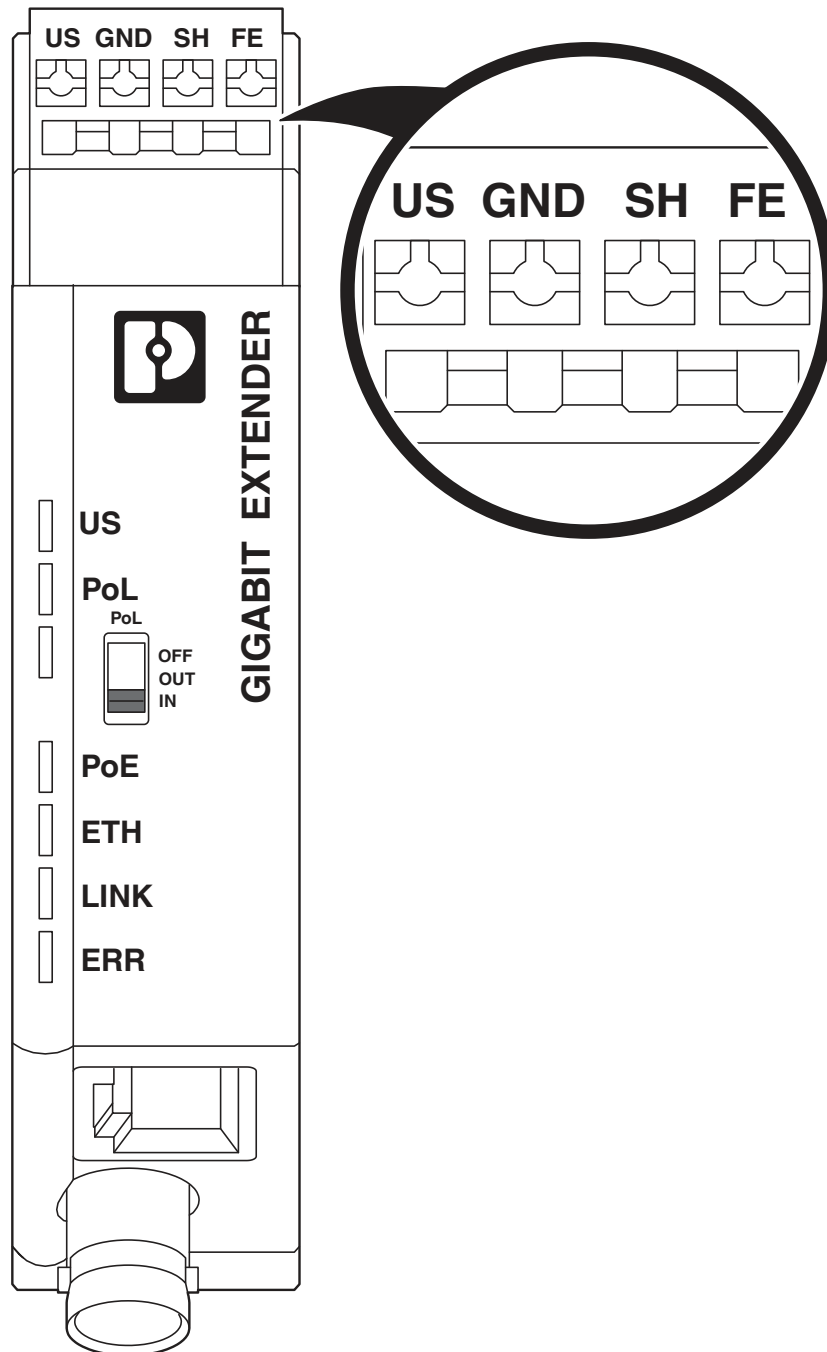 US GND SH FE
US GND SH FE
GIGABIT EXTENDER
US
PoL
PoL
OFF
OUT
IN
PoE
ETH
LINK
ERR